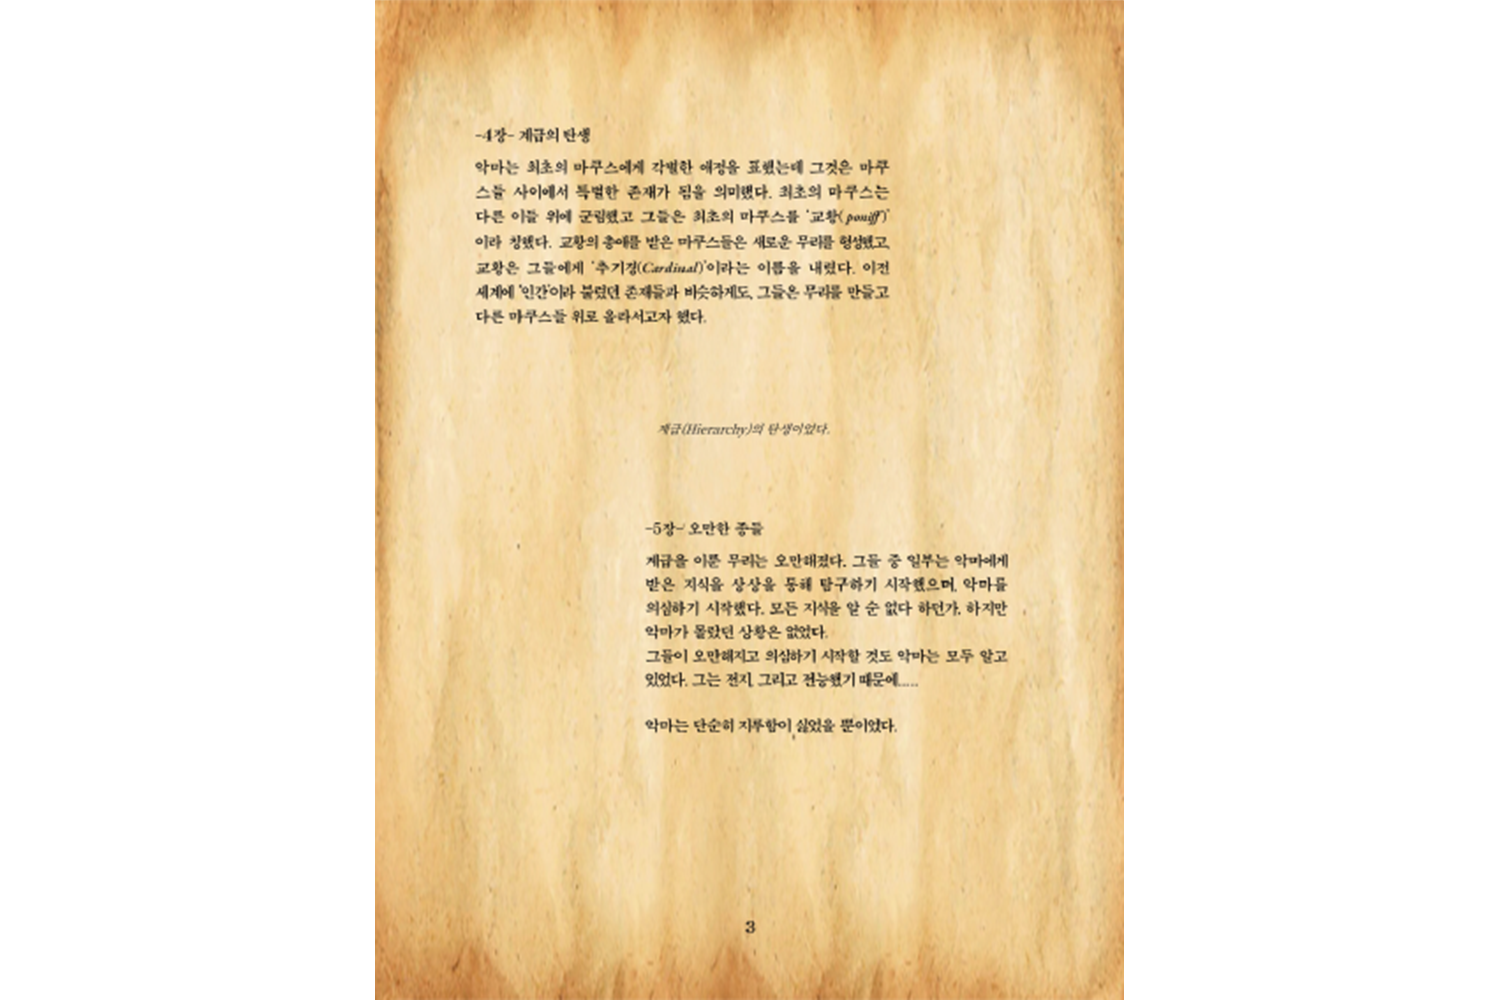 -4장- 계급의 탄생
악마는 최초의 마쿠스에게 각별한 애정을 표했는데 그것은 마쿠
스들 사이에서 특별한 존재가 됨을 의미했다. 최초의 마쿠스는
다른 이들 위에 군림했고 그들은 최초의 마쿠스를 '교황(poniff)'
이라 칭했다. 교황의 총애를 받은 마쿠스들은 새로운 무리를 형성했고,
교황은 그들에게 '추기경(Cardinal)'이라는 이름을 내렸다. 이전
세계에 '인간'이라 불렸던 존재들과 비슷하게도, 그들은 무리를 만들고
다른 마쿠스들 위로 올라서고자 했다.
계급(Hierarchy)의 탄생이었다.
-5장- 오만한 종들
계급을 이룬 무리는 오만해졌다. 그들 중 일부는 악마에게
받은 지식을 상상을 통해 탐구하기 시작했으며, 악마를
의심하기 시작했다. 모든 지식을 알 순 없다 하던가, 하지만
악마가 몰랐던 상황은 없었다.
그들이 오만해지고 의심하기 시작할 것도 악마는 모두 알고
있었다. 그는 전지, 그리고 전능했기 때문에.....
악마는 단순히 지루함이 싫었을 뿐이었다.
3